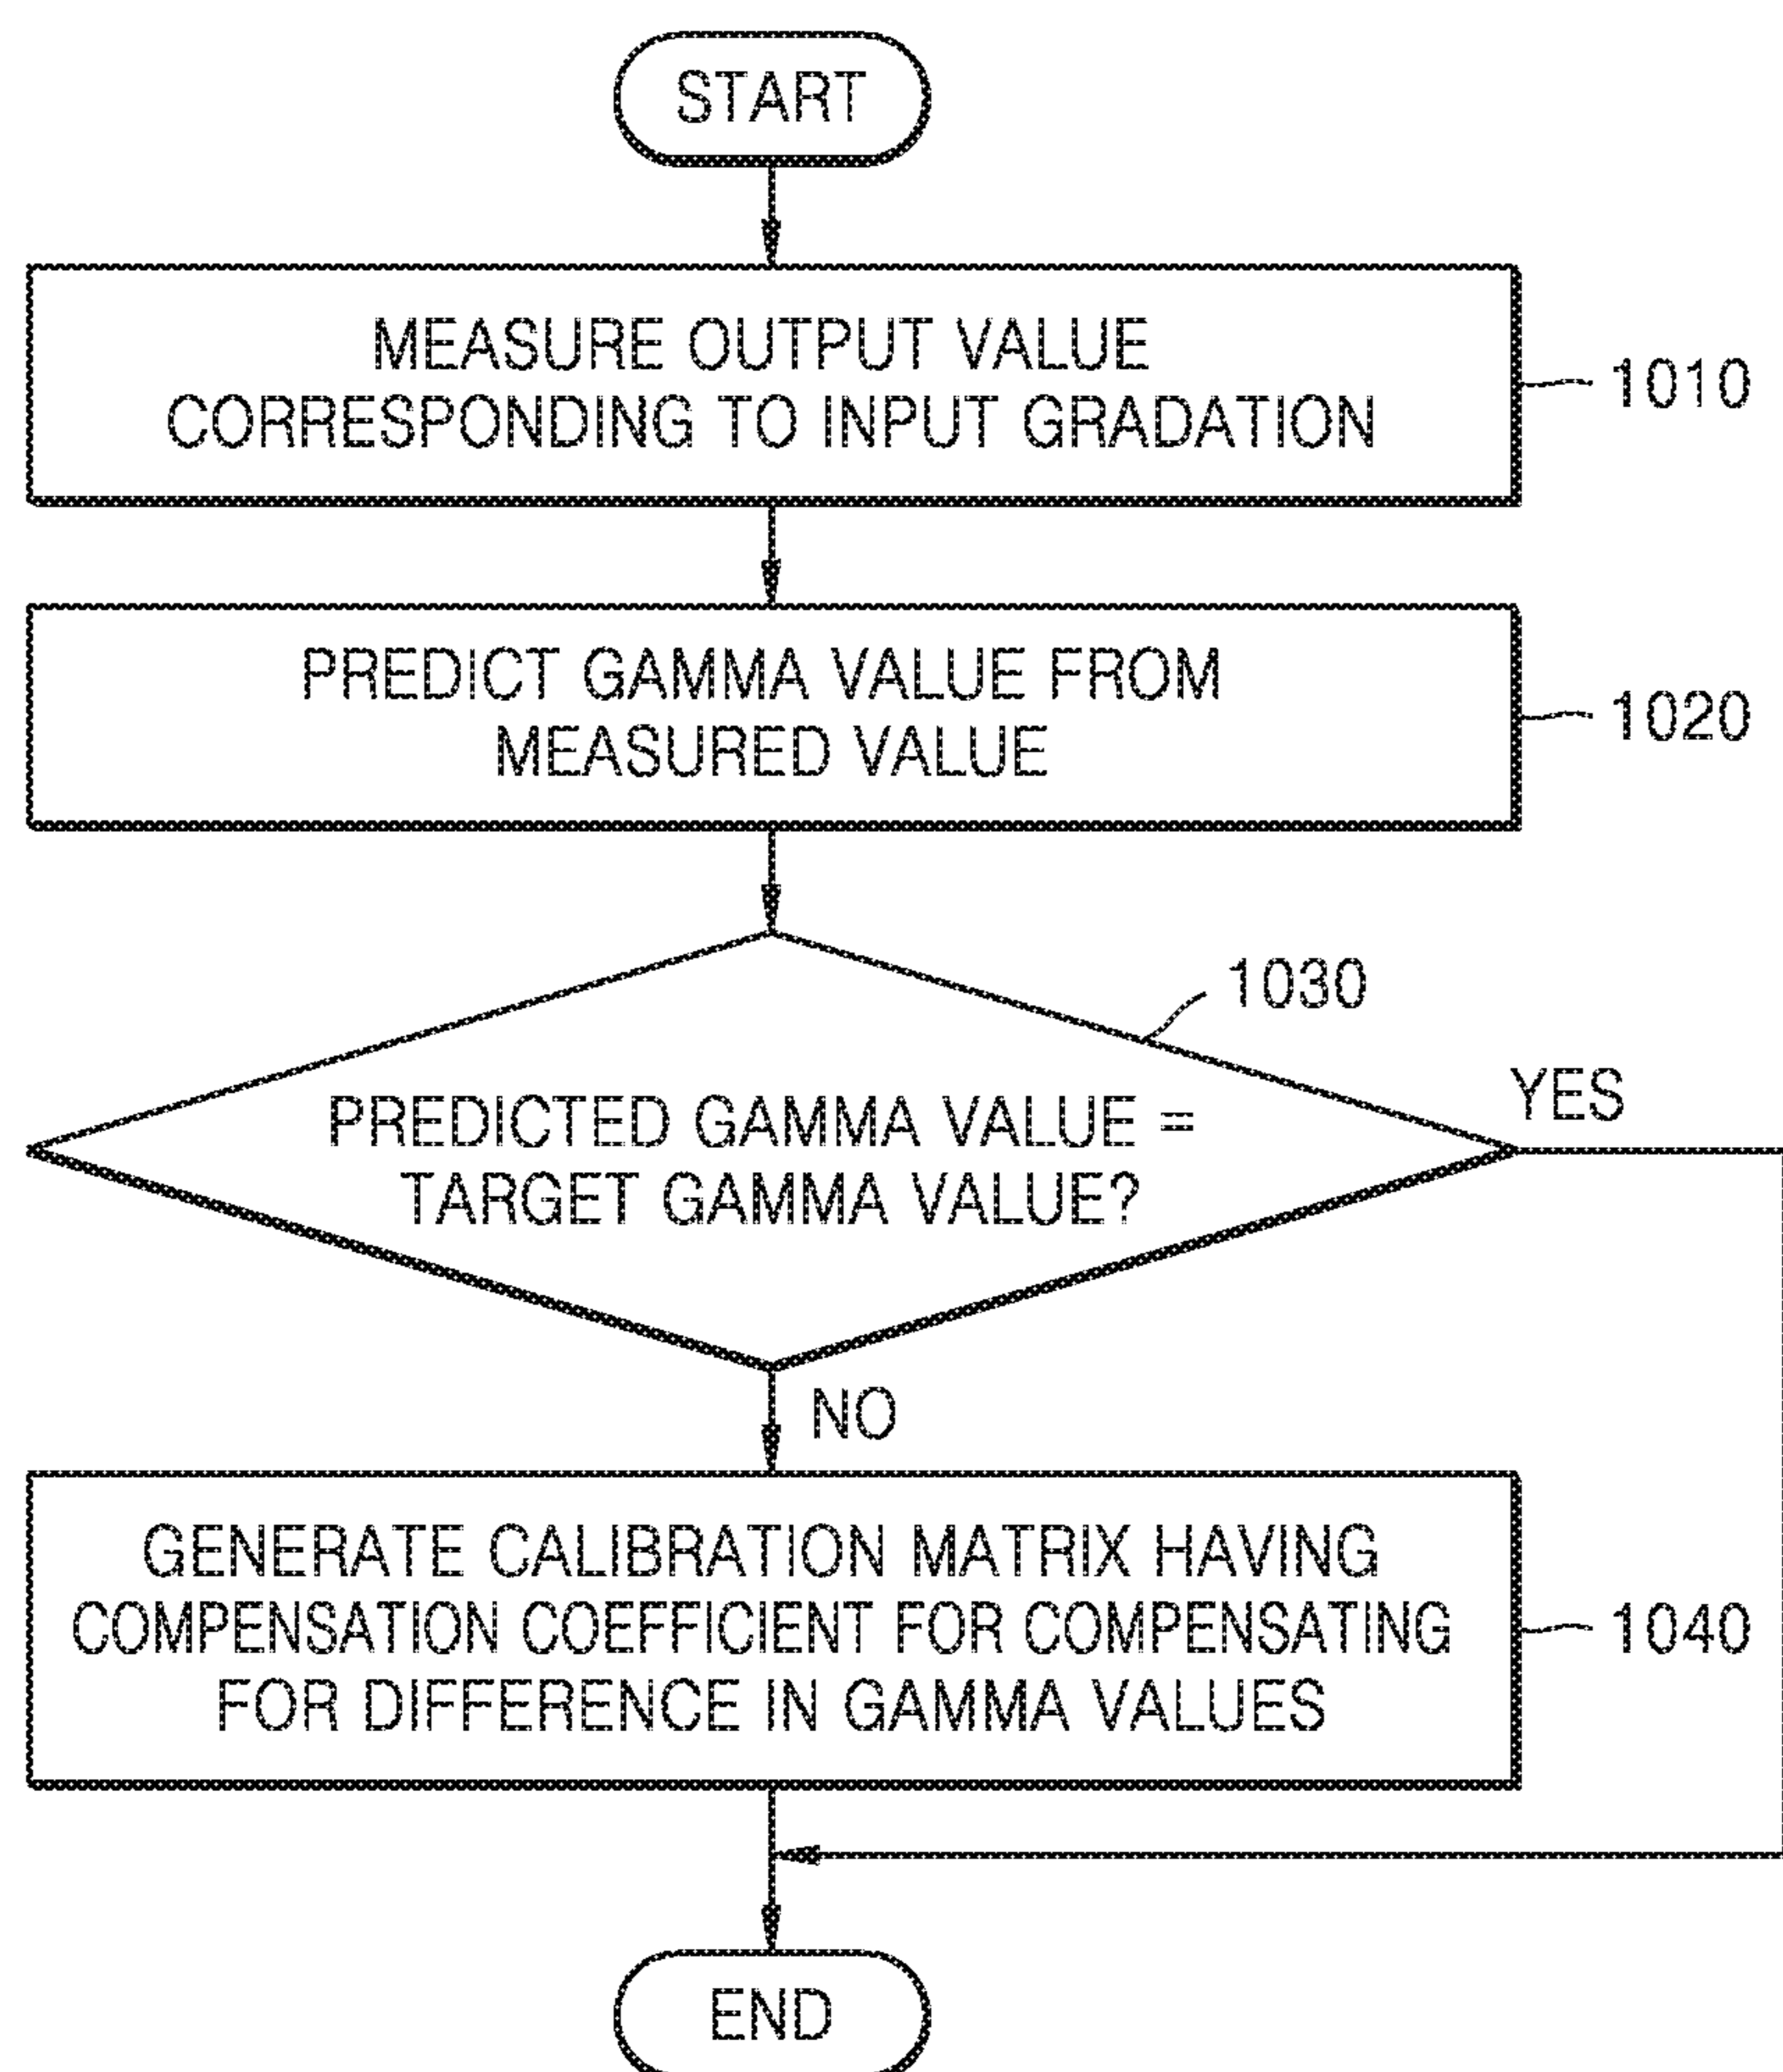 START
MEASURE OUTPUT VALUE
CORRESPONDING TO INPUT GRADATION
1010
PREDICT GAMMA VALUE FROM
MEASURED VALUE
1020
1030
PREDICTED GAMMA VALUE =
TARGET GAMMA VALUE?
YES
NO
GENERATE CALIBRATION MATRIX HAVING
COMPENSATION COEFFICIENT FOR COMPENSATING
FOR DIFFERENCE IN GAMMA VALUES
1040
END